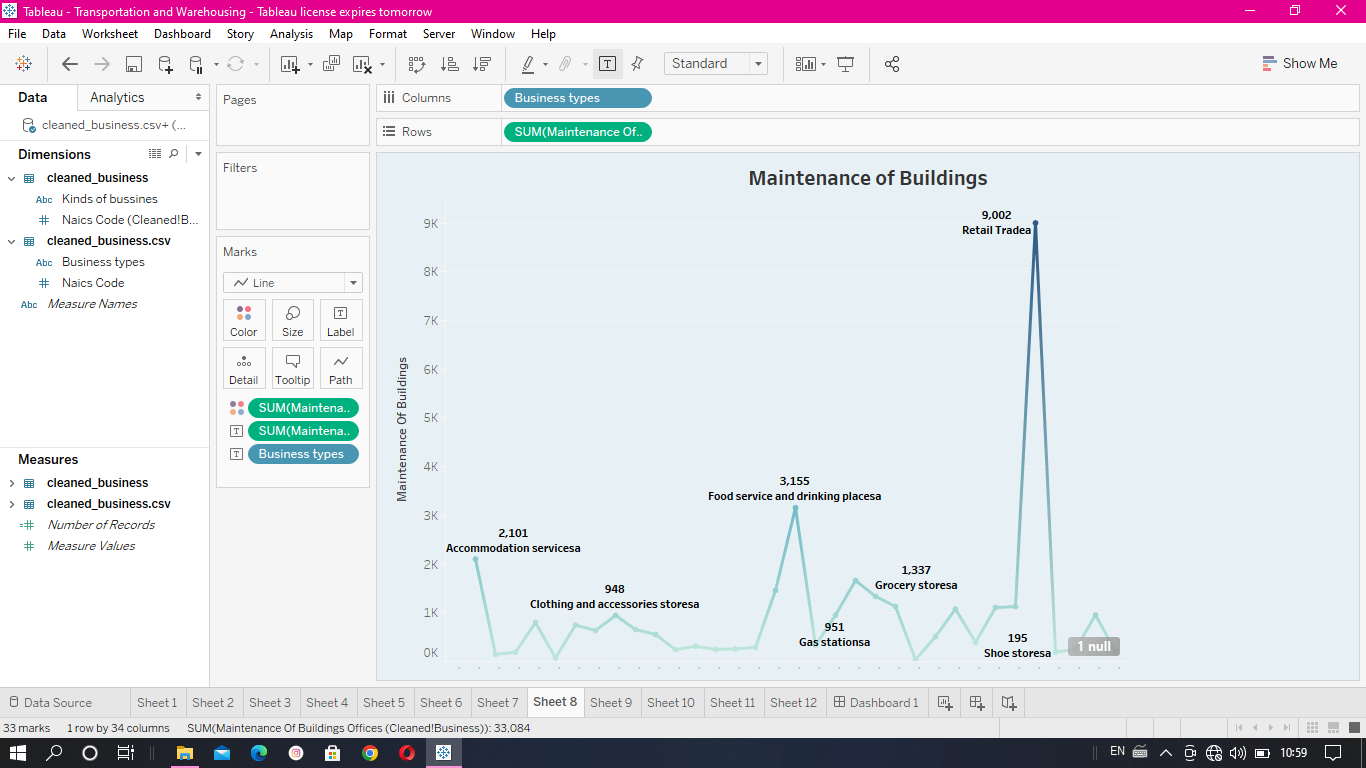 Tableau - Transportation and Warehousing - Tableau license expires tomorrow
File Data Worksheet Dashboard Story Analysis Map Format Server Window Help
Standard
Show Me
Data
Analytics
cleaned_business.csv+ (...
Dimensions
cleaned_business
Abc Kinds of bussines
Naics Code (Cleaned!B...
cleaned_business.csv
Abc Business types
Naics Code
Abc Measure Names
Measures
cleaned_business
cleaned_business.csv
Number of Records
Measure Values
Pages
Filters
Marks
Line
Color
Size
Label
Detail
Tooltip
Path
SUM(Maintena..
SUM(Maintena..
Business types
Columns
Business types
Rows
SUM(Maintenance Of..
Maintenance of Buildings
Maintenance Of Buildings
9K
8K
7K
6K
5K
4K
3K
2K
1K
0K
9,002
Retail Tradea
3,155
Food service and drinking placesa
2,101
Accommodation servicesa
1,337
Grocery storesa
948
Clothing and accessories storesa
951
Gas stationsa
195
Shoe storesa
1 null
Data Source
Sheet 1
Sheet 2
Sheet 3
Sheet 4
Sheet 5
Sheet 6
Sheet 7
Sheet 8
Sheet 9
Sheet 10
Sheet 11
Sheet 12
Dashboard 1
33 marks
1 row by 34 columns
SUM(Maintenance Of Buildings Offices (Cleaned!Business)): 33,084
EN
10:59